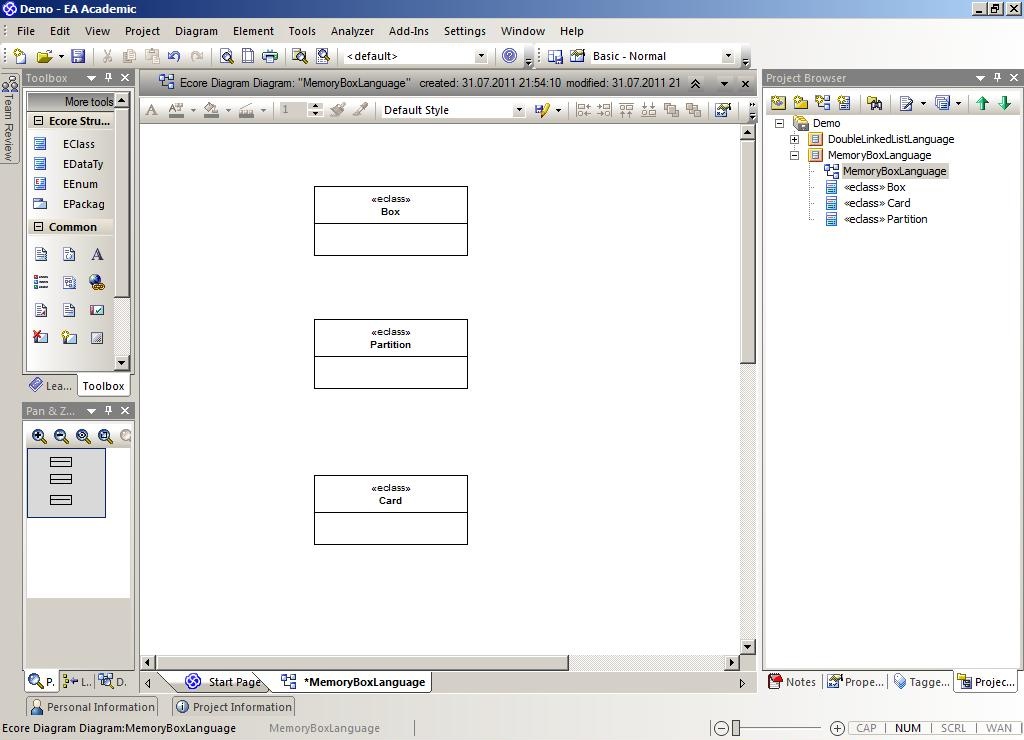 Demo - EA Academic
File Edit View Project Diagram Element Tools Analyzer Add-Ins Settings Window Help
<default> Basic - Normal
Team Review
Toolbox
More tools
Ecore Stru...
EClass
EDataTy
EEnum
EPackag
Common
Lea... Toolbox
Pan & Z...
P. L.. D.
Ecore Diagram Diagram: "MemoryBoxLanguage" created: 31.07.2011 21:54:10 modified: 31.07.2011 21
A 1 Default Style
«eclass»
Box
«eclass»
Partition
«eclass»
Card
Start Page *MemoryBoxLanguage
Project Browser
Demo
DoubleLinkedListLanguage
MemoryBoxLanguage
MemoryBoxLanguage
«eclass» Box
«eclass» Card
«eclass» Partition
Notes Prope... Tagge... Projec...
Personal Information Project Information
Ecore Diagram Diagram:MemoryBoxLanguage MemoryBoxLanguage CAP NUM SCRL WAN